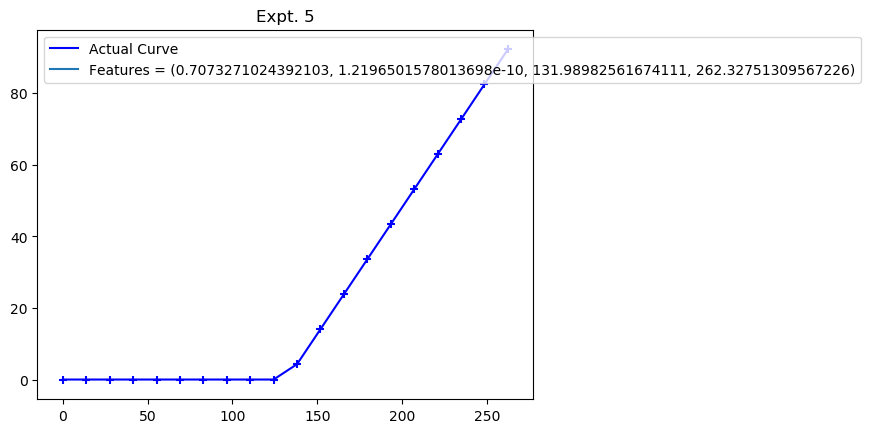 Expt. 5
Actual Curve
Features = (0.7073271024392103, 1.2196501578013698e-10, 131.98982561674111, 262.32751309567226)
80
60
40
20
0
0 50 100 150 200 250